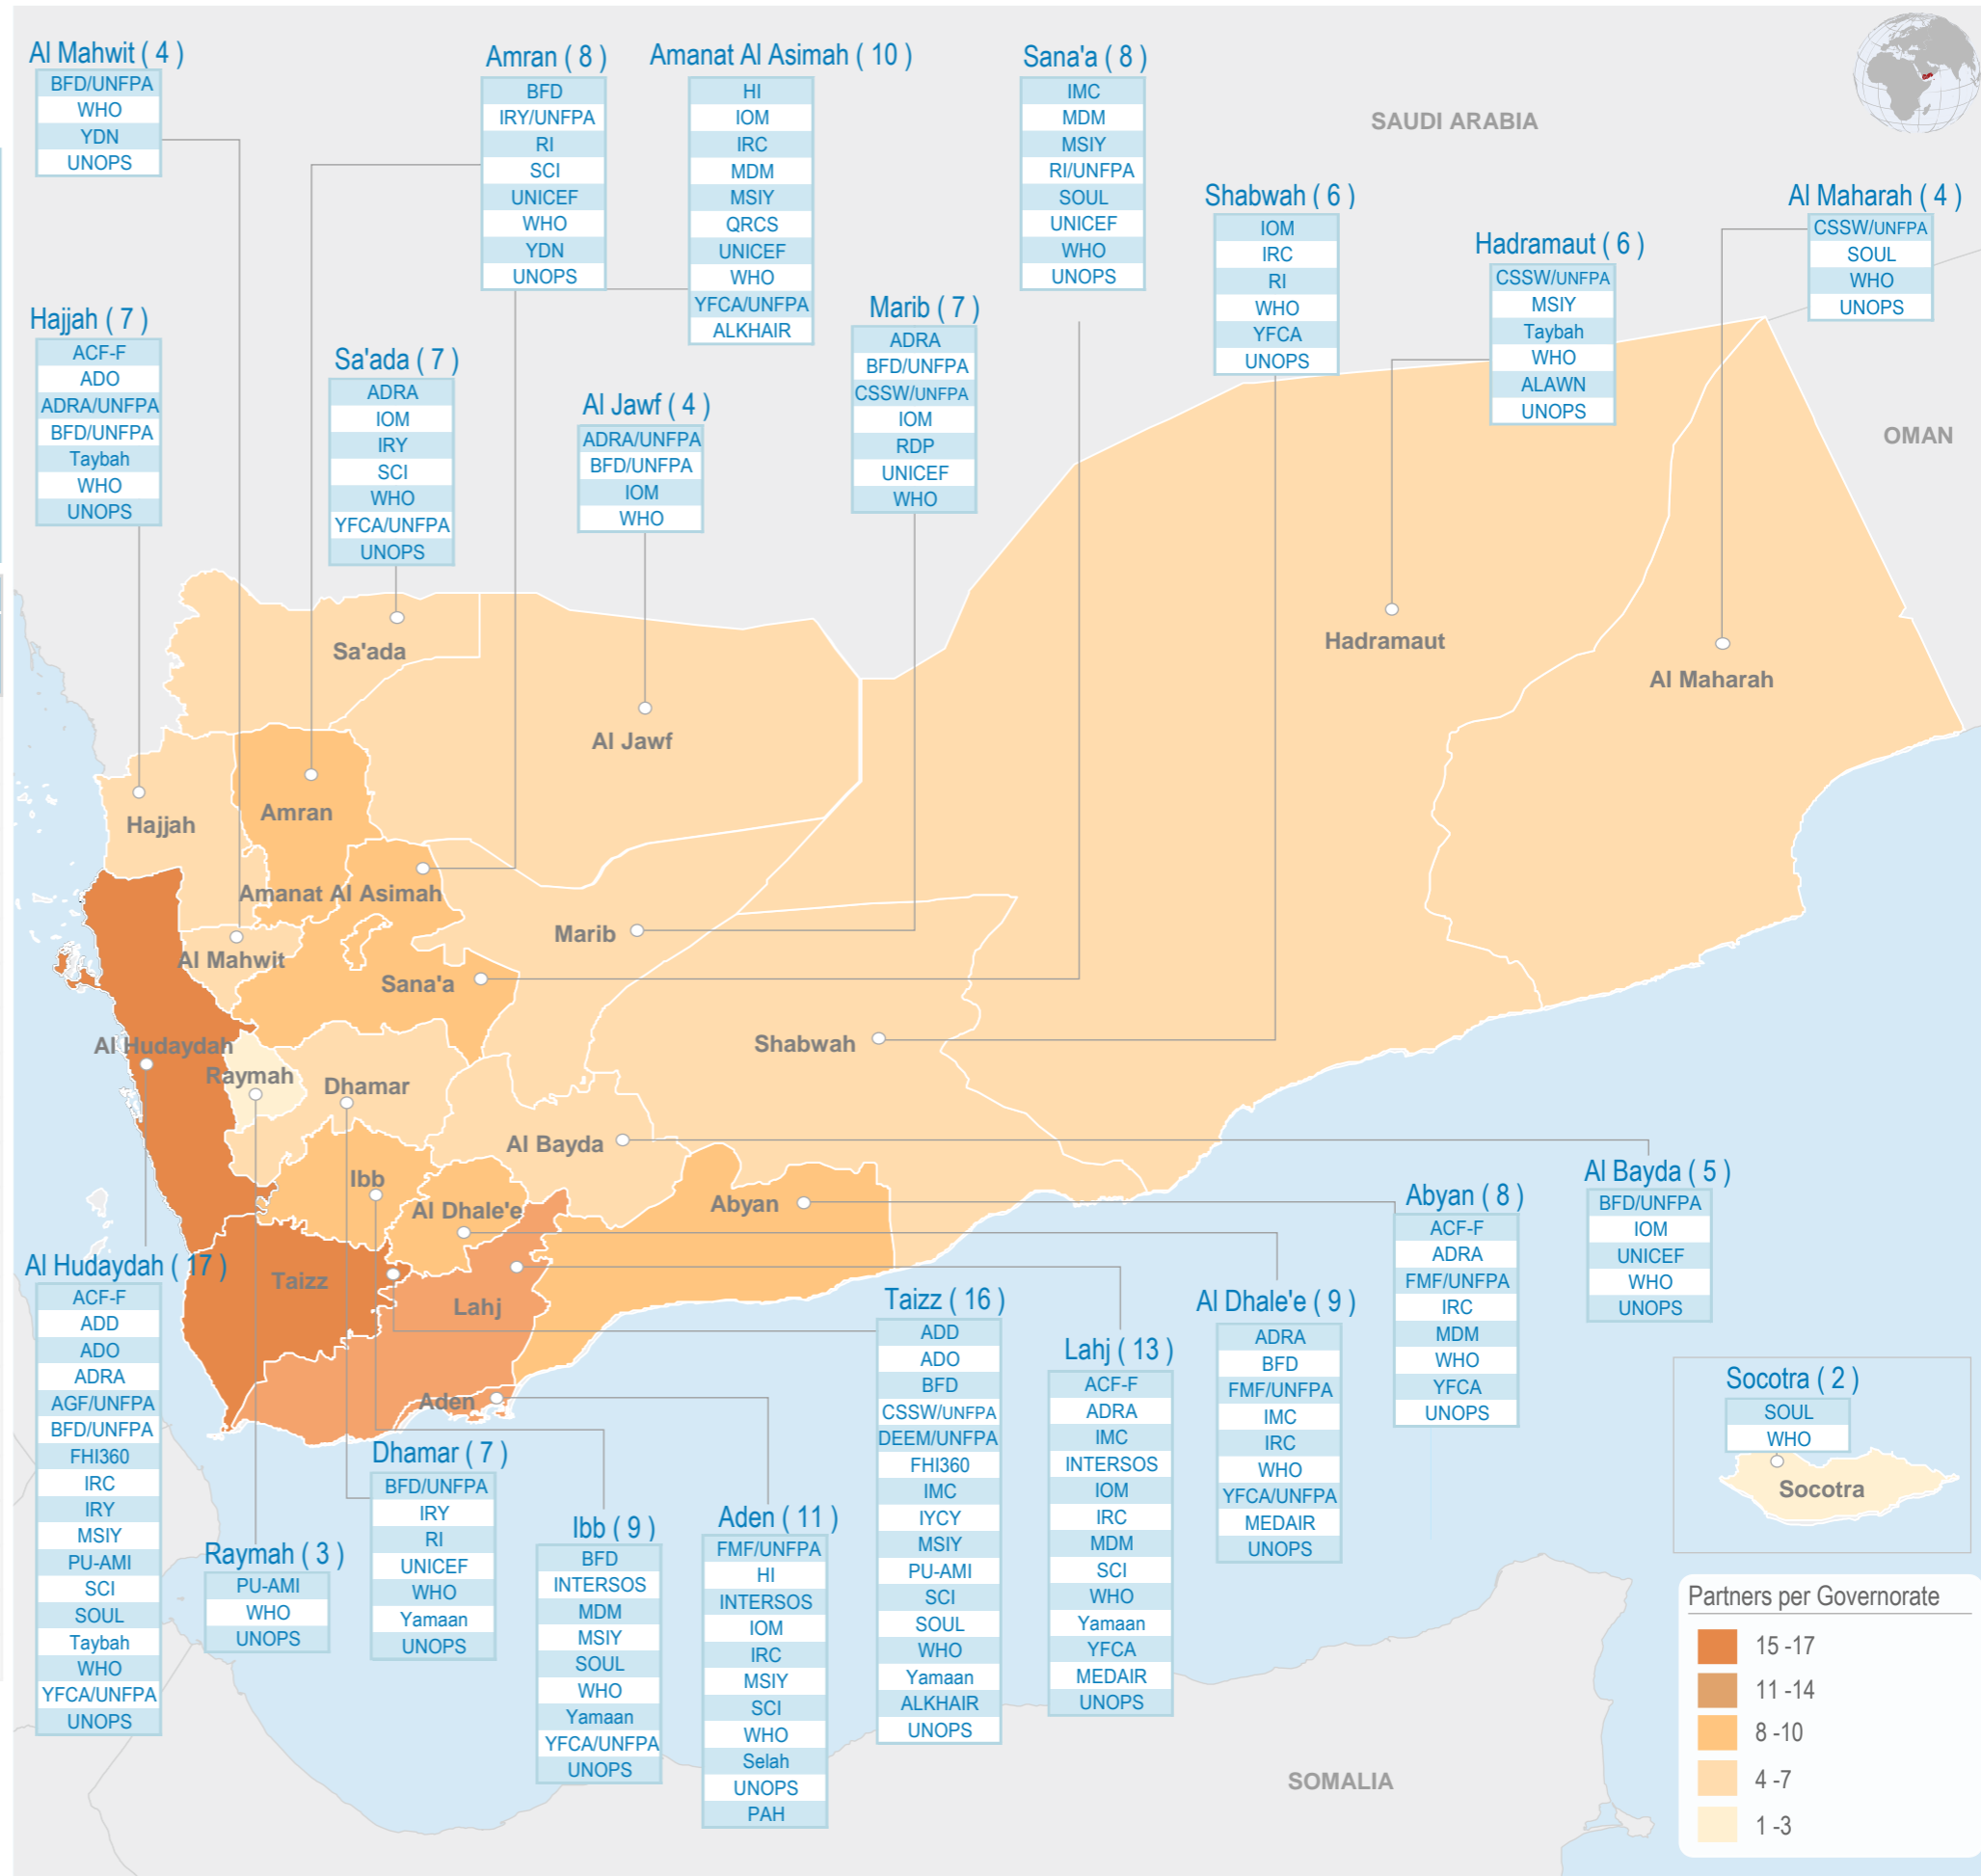 Al Mahwit ( 4 )
BFD/UNFPA
WHO
YDN
UNOPS
Amran ( 8 )
BFD
IRY/UNFPA
RI
SCI
UNICEF
WHO
YDN
UNOPS
Amanat Al Asimah ( 10 )
HI
IOM
IRC
MDM
MSIY
QRCS
UNICEF
WHO
YFCA/UNFPA
ALKHAIR
Sana'a ( 8 )
IMC
MDM
MSIY
RI/UNFPA
SOUL
UNICEF
WHO
UNOPS
SAUDI ARABIA
Shabwah ( 6 )
IOM
IRC
RI
WHO
YFCA
UNOPS
Hadramaut ( 6 )
CSSW/UNFPA
MSIY
Taybah
WHO
ALAWN
UNOPS
Al Maharah ( 4 )
CSSW/UNFPA
SOUL
WHO
UNOPS
OMAN
Hajjah ( 7 )
ACF-F
ADO
ADRA/UNFPA
BFD/UNFPA
Taybah
WHO
UNOPS
Sa'ada ( 7 )
ADRA
IOM
IRY
SCI
WHO
YFCA/UNFPA
UNOPS
Al Jawf ( 4 )
ADRA/UNFPA
BFD/UNFPA
IOM
WHO
Marib ( 7 )
ADRA
BFD/UNFPA
CSSW/UNFPA
IOM
RDP
UNICEF
WHO
Sa'ada
Hadramaut
Al Maharah
Al Jawf
Hajjah
Amran
Amanat Al Asimah
Marib
Al Mahwit
Sana'a
Al Hudaydah
Shabwah
Raymah
Dhamar
Al Bayda
Ibb
Al Dhale'e
Abyan
Taizz
Lahj
Aden
Al Hudaydah ( 17 )
ACF-F
ADD
ADO
ADRA
AGF/UNFPA
BFD/UNFPA
FHI360
IRC
IRY
MSIY
PU-AMI
SCI
SOUL
Taybah
WHO
YFCA/UNFPA
UNOPS
Raymah ( 3 )
PU-AMI
WHO
UNOPS
Dhamar ( 7 )
BFD/UNFPA
IRY
RI
UNICEF
WHO
Yamaan
UNOPS
Ibb ( 9 )
BFD
INTERSOS
MDM
MSIY
SOUL
WHO
Yamaan
YFCA/UNFPA
UNOPS
Aden ( 11 )
FMF/UNFPA
HI
INTERSOS
IOM
IRC
MSIY
SCI
WHO
Selah
UNOPS
PAH
Taizz ( 16 )
ADD
ADO
BFD
CSSW/UNFPA
DEEM/UNFPA
FHI360
IMC
IYCY
MSIY
PU-AMI
SCI
SOUL
WHO
Yamaan
ALKHAIR
UNOPS
Lahj ( 13 )
ACF-F
ADRA
IMC
INTERSOS
IOM
IRC
MDM
SCI
WHO
Yamaan
YFCA
MEDAIR
UNOPS
Al Dhale'e ( 9 )
ADRA
BFD
FMF/UNFPA
IMC
IRC
WHO
YFCA/UNFPA
MEDAIR
UNOPS
Abyan ( 8 )
ACF-F
ADRA
FMF/UNFPA
IRC
MDM
WHO
YFCA
UNOPS
Al Bayda ( 5 )
BFD/UNFPA
IOM
UNICEF
WHO
UNOPS
Socotra ( 2 )
SOUL
WHO
Socotra
SOMALIA
Partners per Governorate
15 -17
11 -14
8 -10
4 -7
1 -3